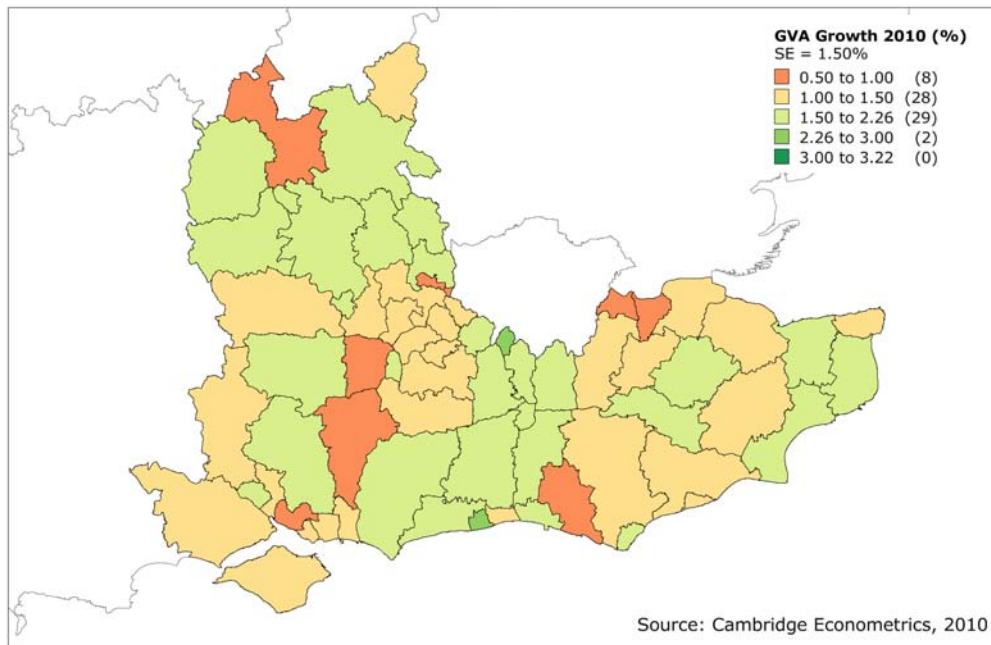 GVA Growth 2010 (%)
SE = 1.50%
0.50 to 1.00 (8)
1.00 to 1.50 (28)
1.50 to 2.26 (29)
2.26 to 3.00 (2)
3.00 to 3.22 (0)
Source: Cambridge Econometrics, 2010